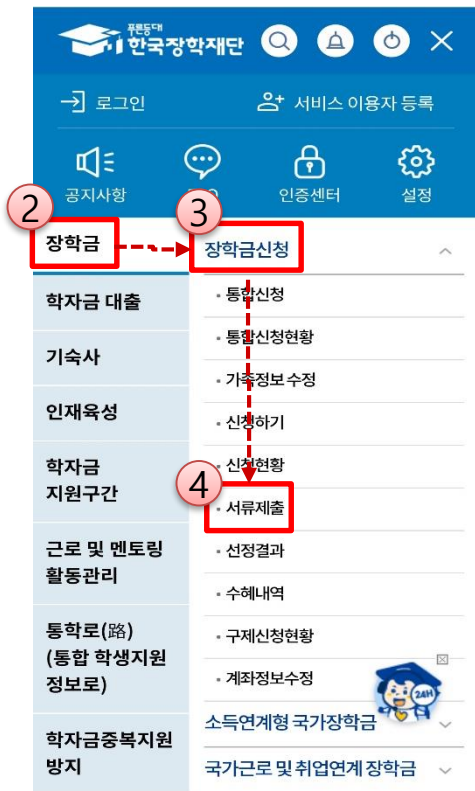 푸른등대
한국장학재단
로그인
서비스 이용자 등록
공지사항
인증센터
설정
2
3
장학금
장학금신청
학자금 대출
기숙사
인재육성
학자금
지원구간
근로 및 멘토링
활동관리
통학로(路)
(통합 학생지원
정보로)
학자금중복지원
방지
통합신청
통합신청현황
가족정보 수정
신청하기
신청현황
4
서류제출
선정결과
수혜내역
구제신청현황
계좌정보수정
24H
소득연계형 국가장학금
국가근로 및 취업연계 장학금